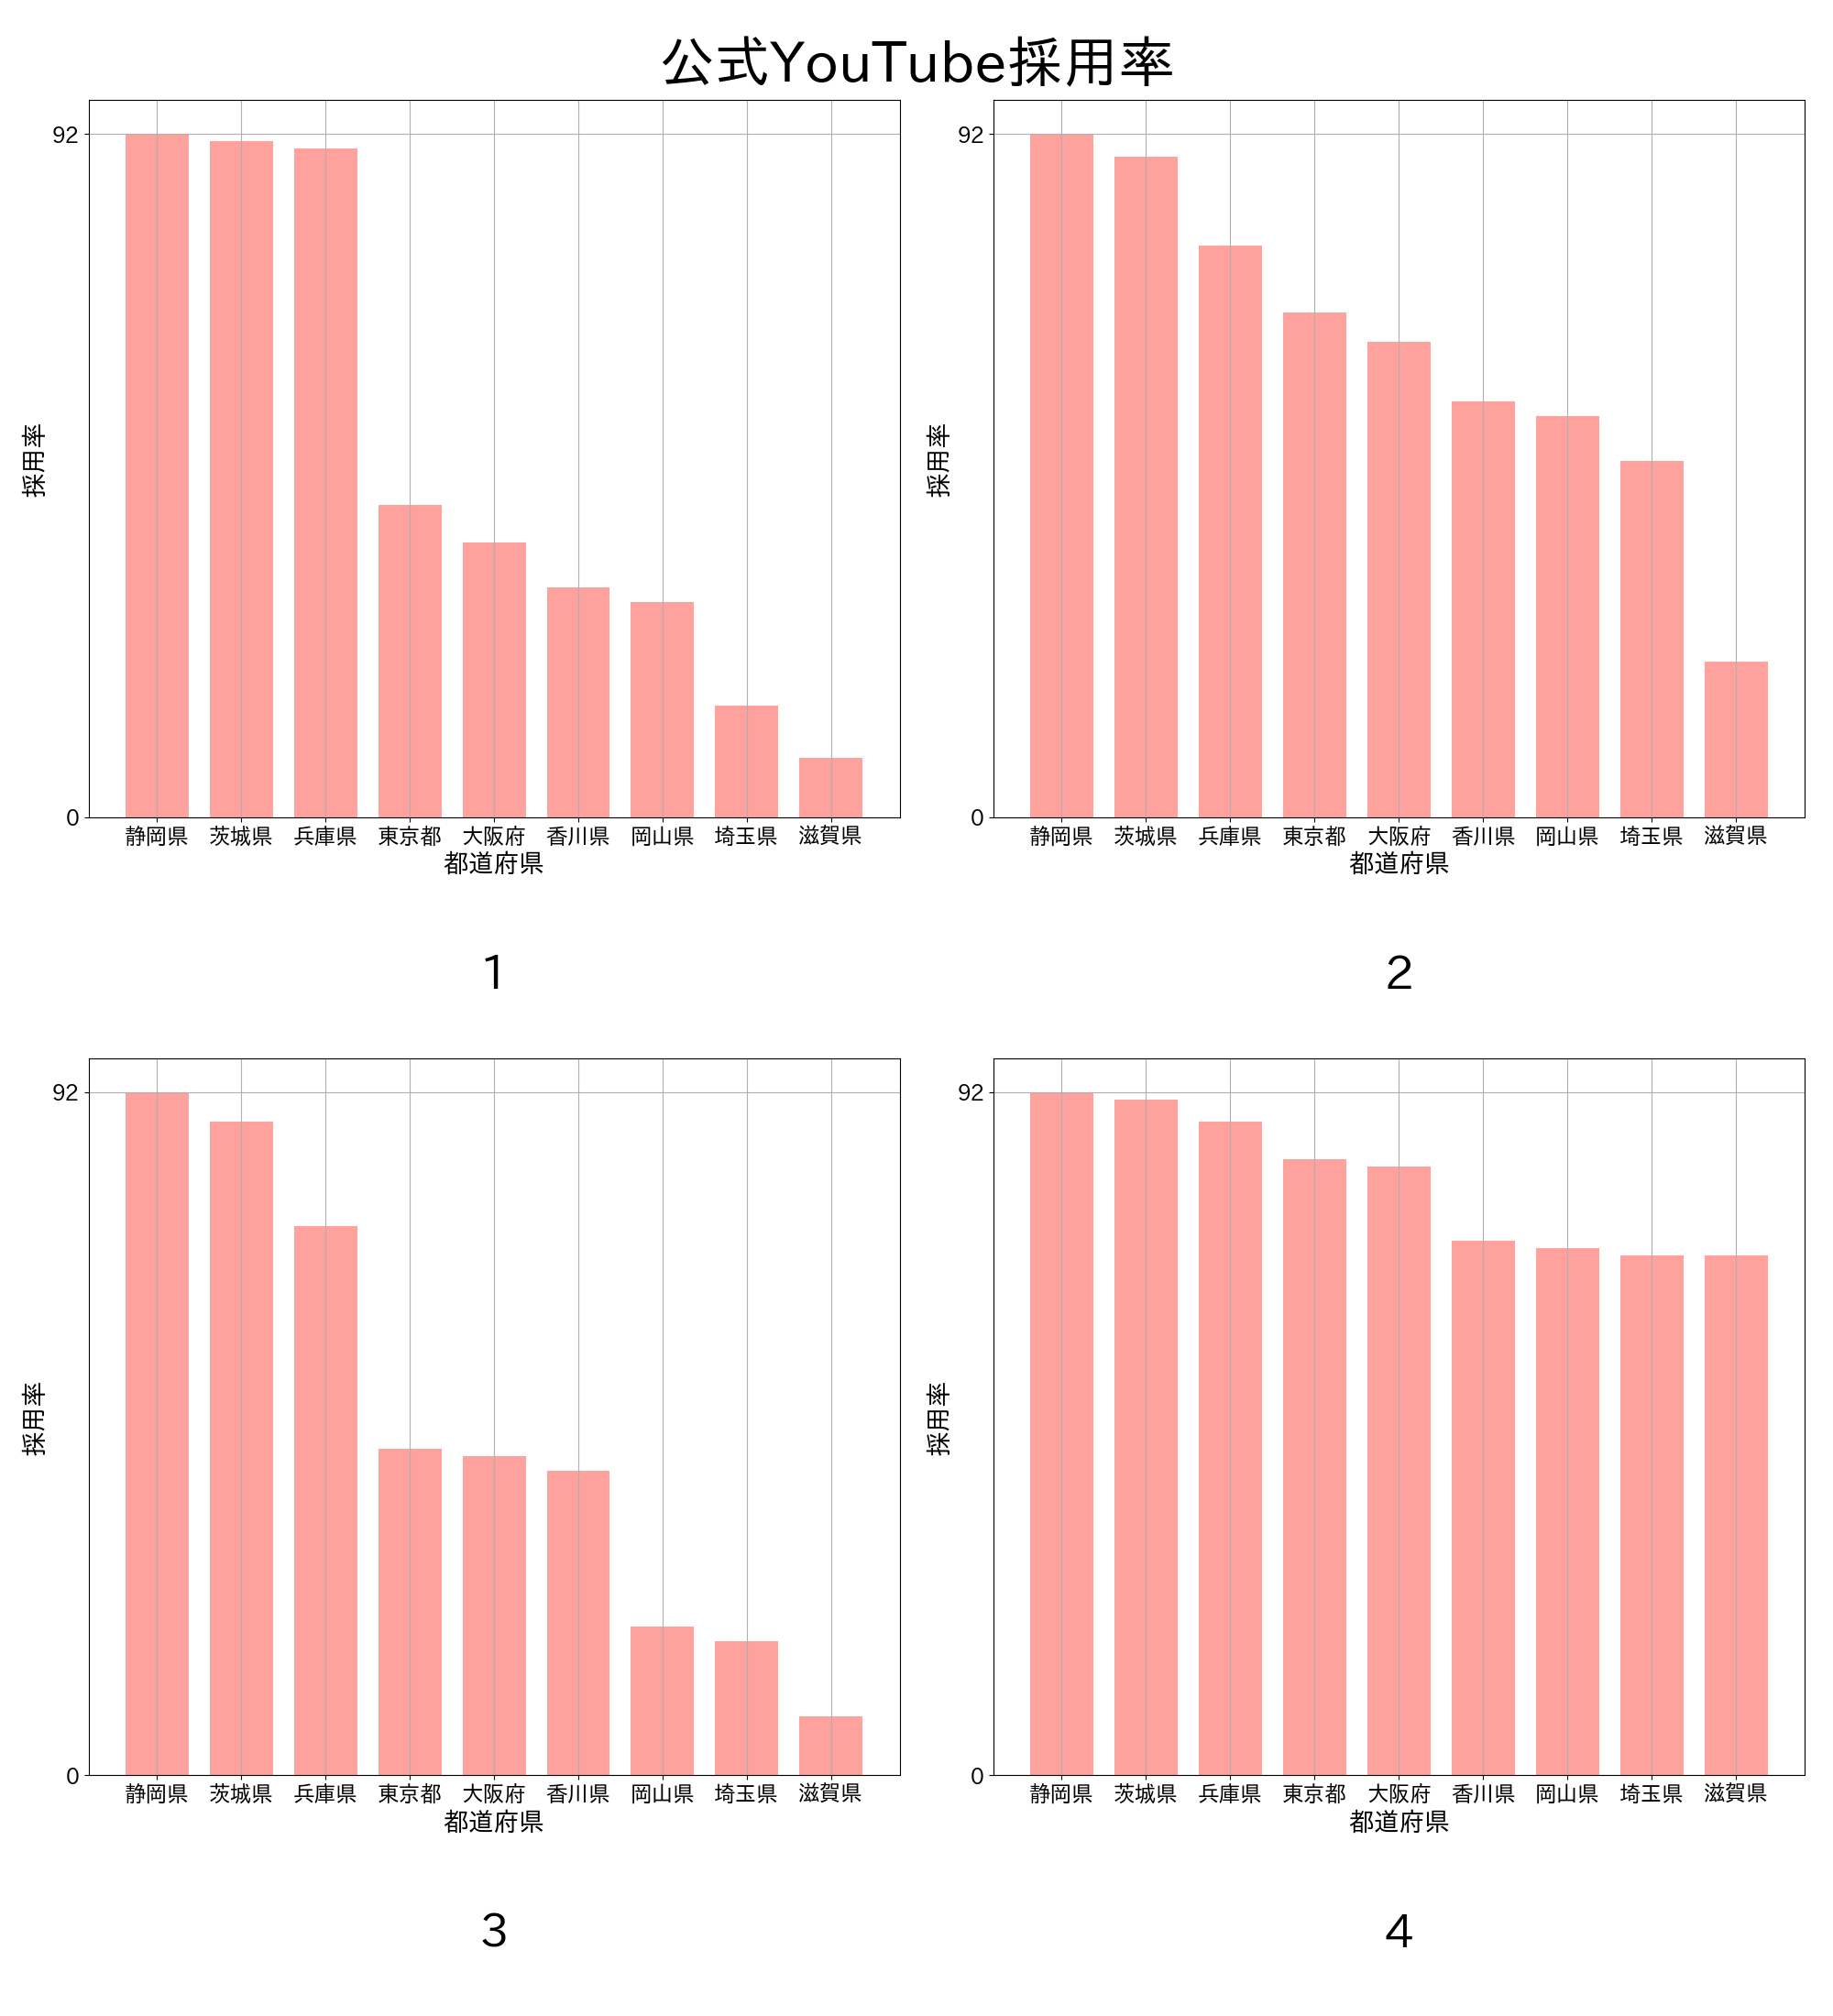 公式YouTube採用率
92
0
採用率
静岡県 茨城県 兵庫県 東京都 大阪府 香川県 岡山県 埼玉県 滋賀県
都道府県
1
92
0
採用率
静岡県 茨城県 兵庫県 東京都 大阪府 香川県 岡山県 埼玉県 滋賀県
都道府県
2
92
0
採用率
静岡県 茨城県 兵庫県 東京都 大阪府 香川県 岡山県 埼玉県 滋賀県
都道府県
3
92
0
採用率
静岡県 茨城県 兵庫県 東京都 大阪府 香川県 岡山県 埼玉県 滋賀県
都道府県
4